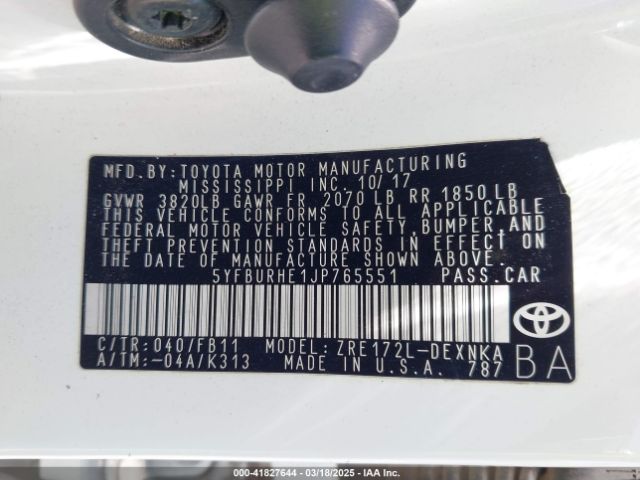 MFD. BY: TOYOTA MOTOR MANUFACTURING
MISSISSIPPI INC. 10/17
GVWR 3820LB GAWR FR 2070 LB RR 1850 LB
THIS VEHICLE CONFORMS TO ALL APPLICABLE
FEDERAL MOTOR VEHICLE SAFETY, BUMPER, AND
THEFT PREVENTION STANDARDS IN EFFECT ON
THE DATE OF MANUFACTURE SHOWN ABOVE.
5YFBURHE1JP765551 PASS. CAR
C/TR: 040/FB11 MODEL: ZRE172L-DEXNKA
A/TM: -04A/K313 MADE IN U.S.A. 787
BA
TOYOTA
000-41827644 — 03/18/2025 — IAA Inc.